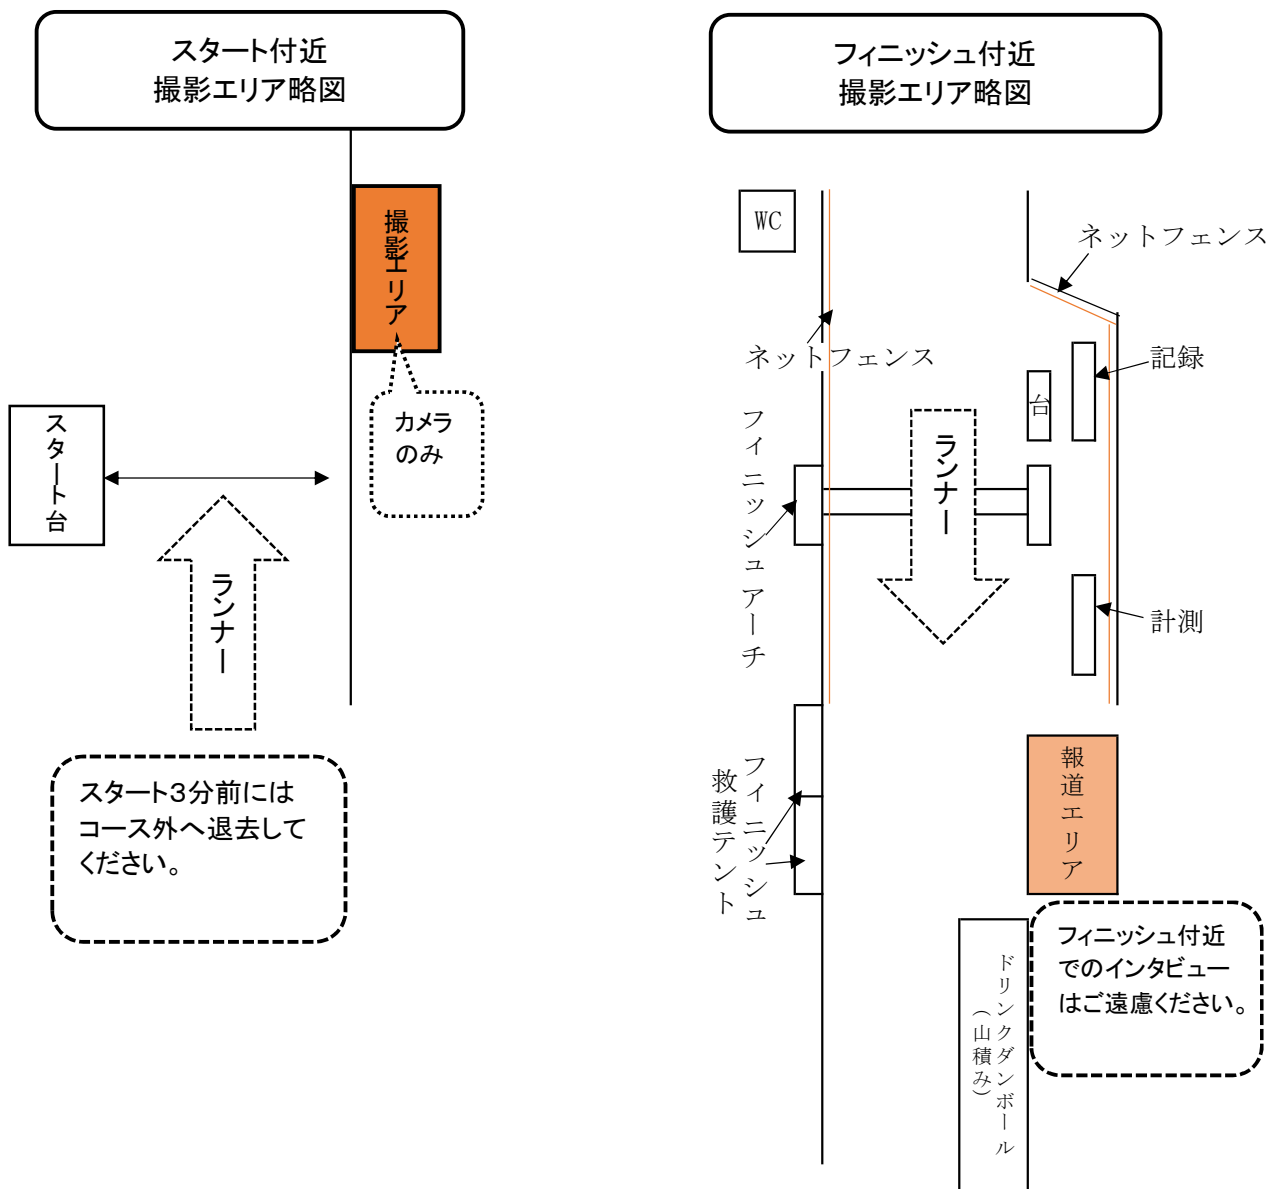 スタート付近
撮影エリア略図
撮影エリア
カメラ
のみ
スタート台
ランナー
スタート3分前には
コース外へ退去して
ください。
フィニッシュ付近
撮影エリア略図
WC
ネットフェンス
ネットフェンス
記録
台
フィニッシュアーチ
ランナー
計測
フィニッシュ
救護テント
報道エリア
フィニッシュ付近
でのインタビュー
はご遠慮ください。
ドリンクダンボール
(山積み)